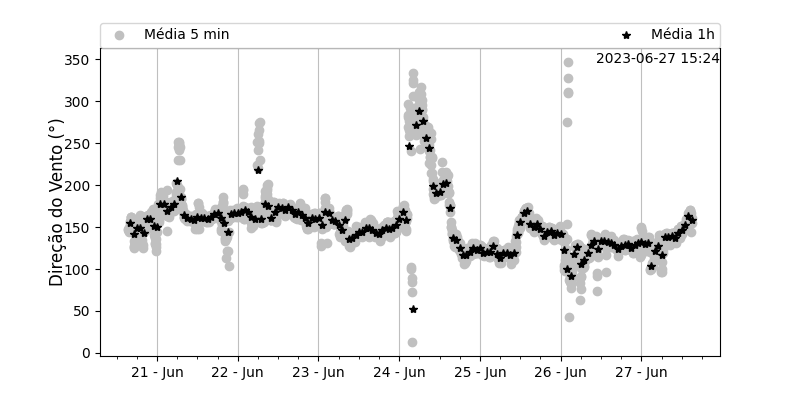 Média 5 min
Média 1h
2023-06-27 15:24
Direção do Vento (°)
350
300
250
200
150
100
50
0
21 - Jun
22 - Jun
23 - Jun
24 - Jun
25 - Jun
26 - Jun
27 - Jun